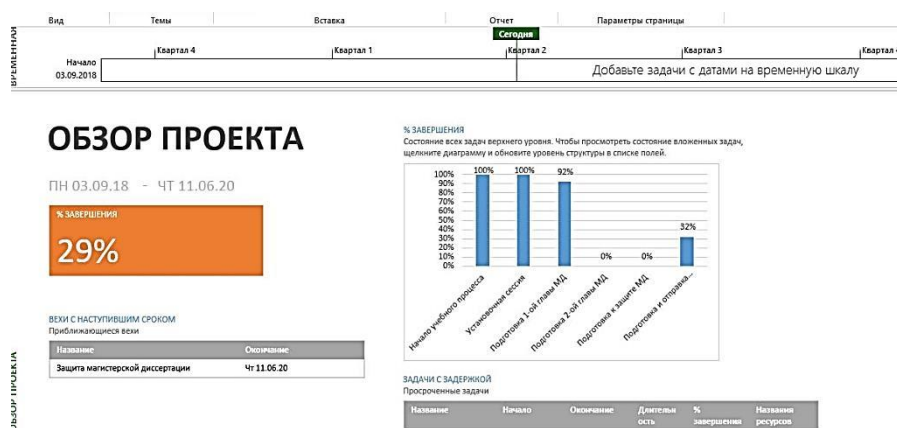 Вид Темы Вставка Отчет Параметры страницы
Сегодня
Квартал 4 Квартал 1 Квартал 2 Квартал 3 Квартал
ВРЕМЕННАЯ
Начало
03.09.2018
Добавьте задачи с датами на временную шкалу
ОБЗОР ПРОЕКТА
ПН 03.09.18 - ЧТ 11.06.20
% ЗАВЕРШЕНИЯ
29%
ВЕХИ С НАСТУПИВШИМ СРОКОМ
Приближающиеся вехи
Название Окончание
Защита магистерской диссертации Чт 11.06.20
% ЗАВЕРШЕНИЯ
Состояние всех задач верхнего уровня. Чтобы просмотреть состояние вложенных задач,
щелкните диаграмму и обновите уровень структуры в списке полей.
100% 90% 80% 70% 60% 50% 40% 30% 20% 10% 0%
100% 100% 92% 0% 0% 32%
Начало учебного процесса
Установочная сессия
Подготовка 1-ой главы МД
Подготовка 2-ой главы МД
Подготовка к защите МД
Подготовка и отправка...
ЗАДАЧИ С ЗАДЕРЖКОЙ
Просроченные задачи
Название Начало Окончание Длительн ость % завершения Названия ресурсов
ОБЗОР ПРОЕКТА